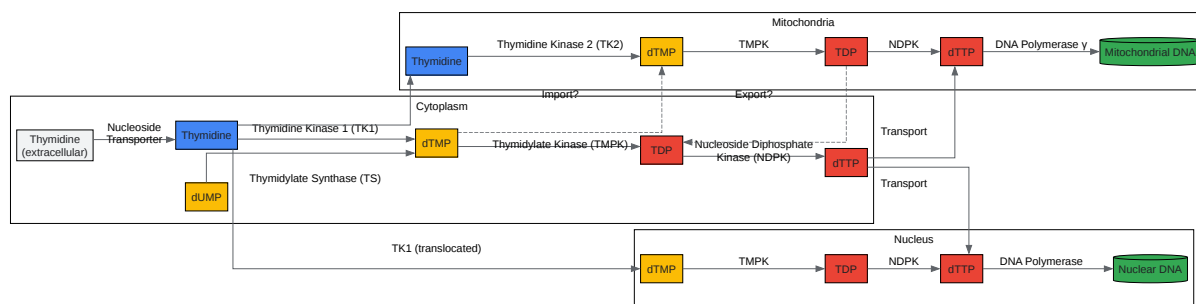 Mitochondria
Thymidine
Thymidine Kinase 2 (TK2)
dTMP
TMPK
TDP
NDPK
dTTP
DNA Polymerase γ
Mitochondrial DNA
Import?
Export?
Cytoplasm
Thymidine
(extracellular)
Nucleoside
Transporter
Thymidine
Thymidine Kinase 1 (TK1)
dTMP
Thymidylate Kinase (TMPK)
TDP
Nucleoside Diphosphate
Kinase (NDPK)
dTTP
Transport
Transport
Thymidylate Synthase (TS)
dUMP
TK1 (translocated)
Nucleus
dTMP
TMPK
TDP
NDPK
dTTP
DNA Polymerase
Nuclear DNA